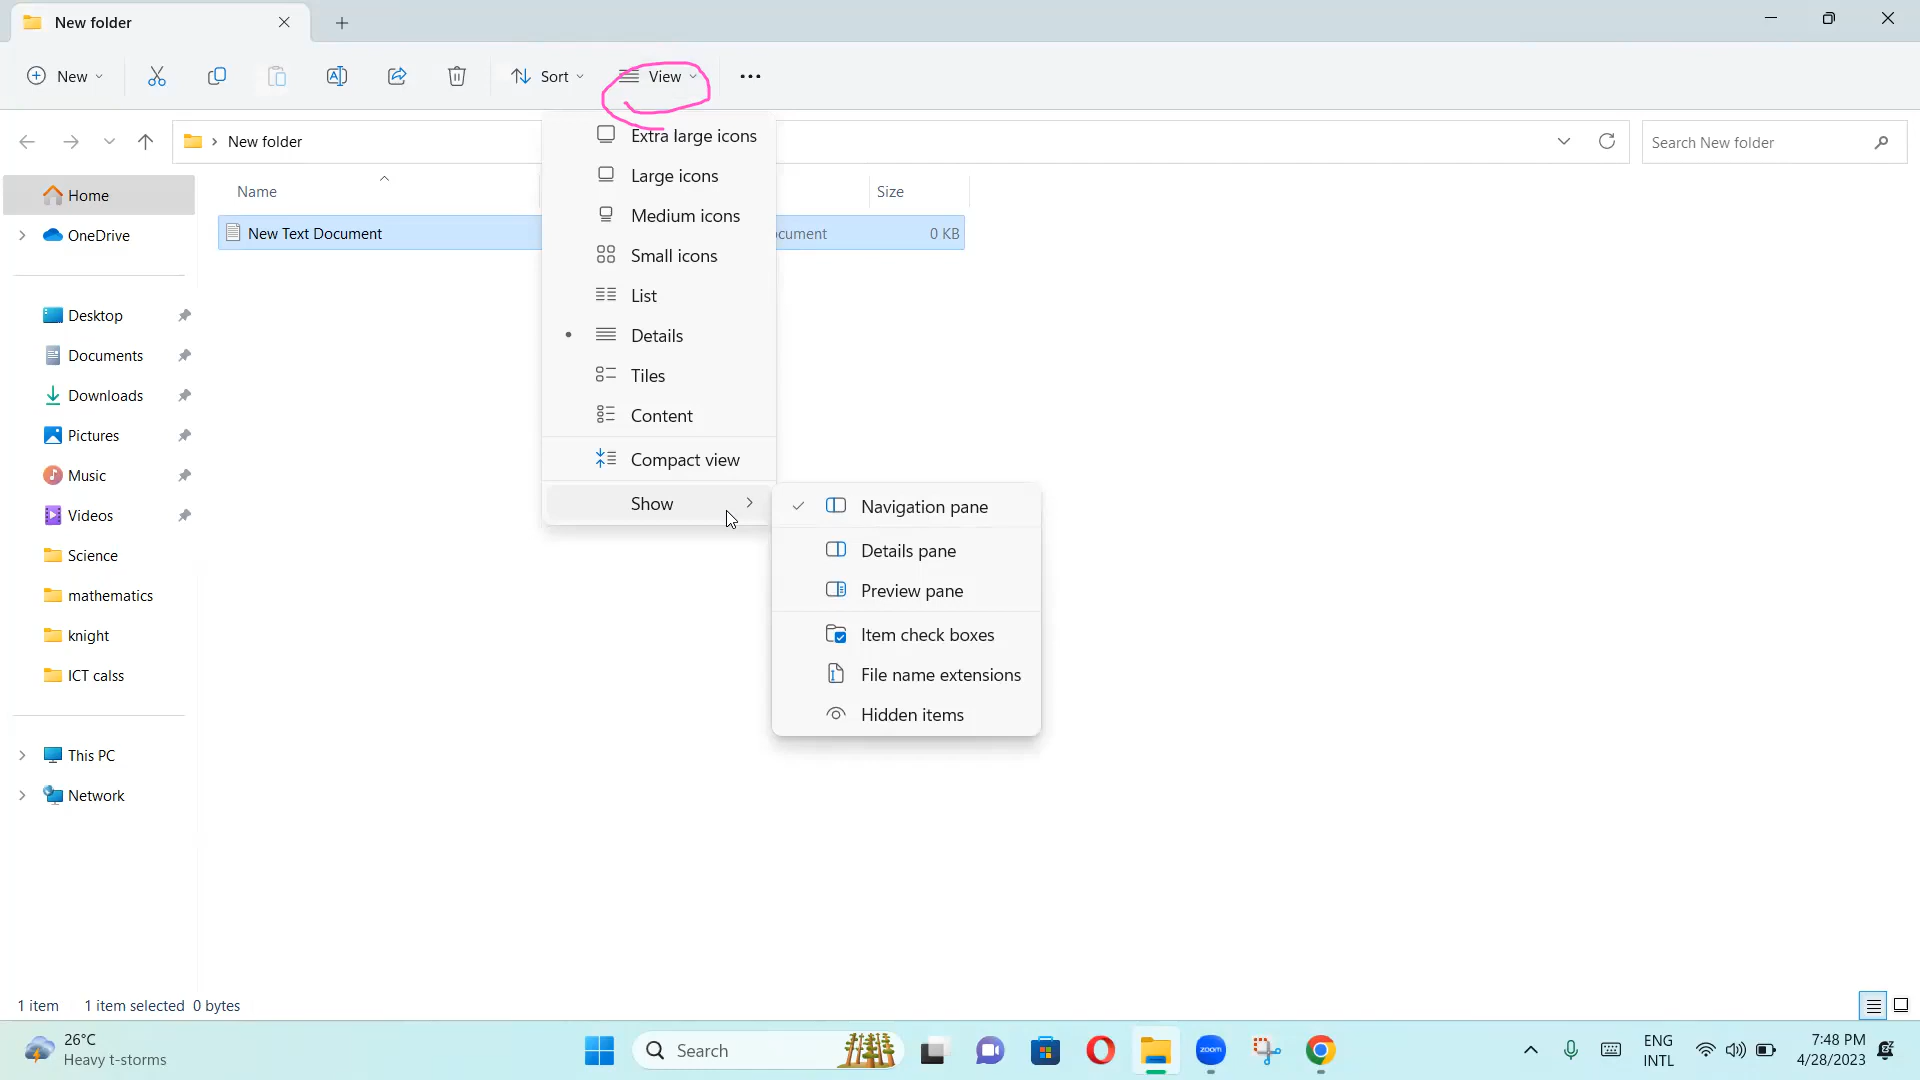 New folder
New
Sort
View
New folder
Search New folder
Home
OneDrive
Desktop
Documents
Downloads
Pictures
Music
Videos
Science
mathematics
knight
ICT calss
This PC
Network
Name
Size
New Text Document
ocument
0 KB
Extra large icons
Large icons
Medium icons
Small icons
List
Details
Tiles
Content
Compact view
Show
Navigation pane
Details pane
Preview pane
Item check boxes
File name extensions
Hidden items
1 item 1 item selected 0 bytes
26°C
Heavy t-storms
Search
zoom
ENG
INTL
7:48 PM
4/28/2023